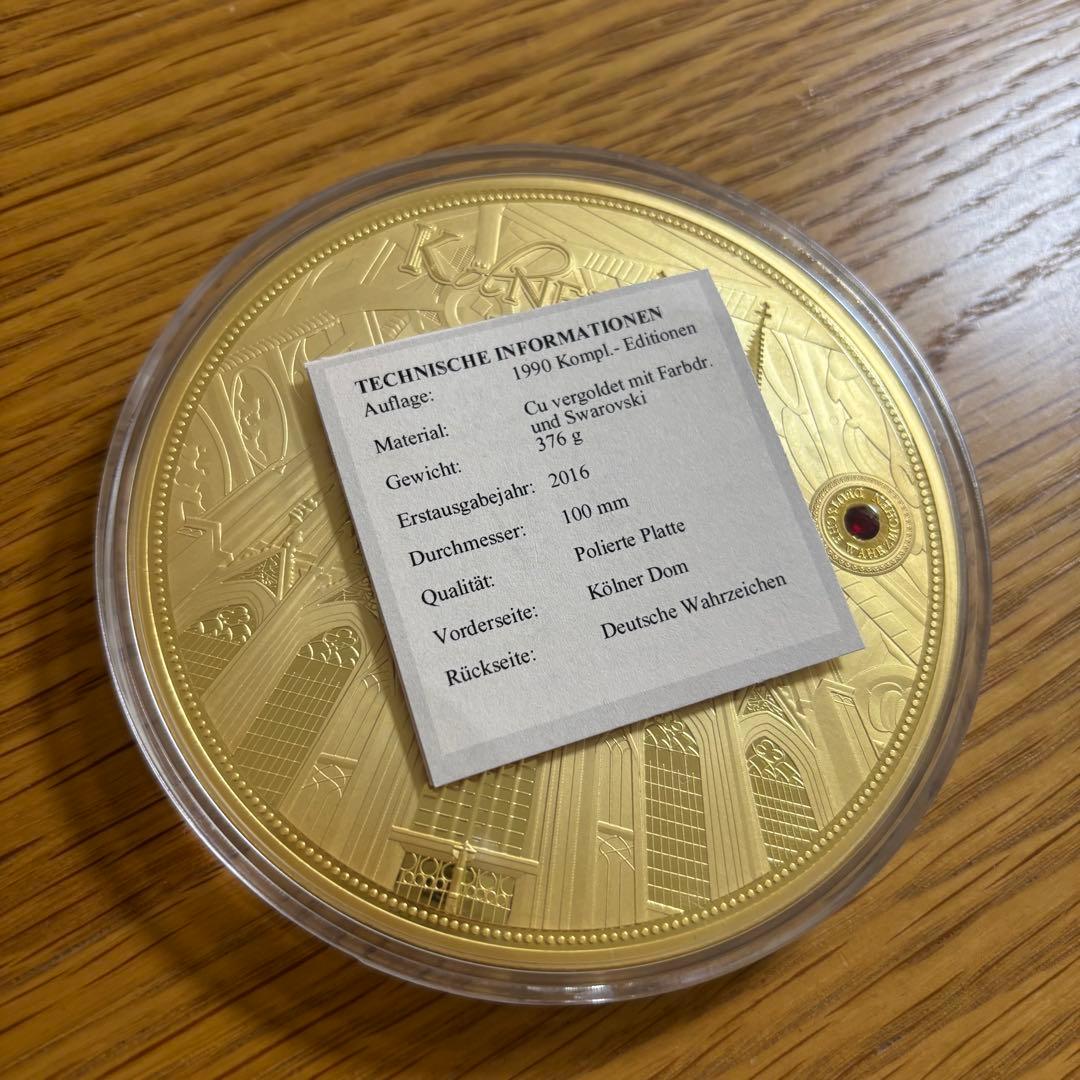 KÖLNER
TECHNISCHE INFORMATIONEN
Auflage: 1990 Kompl.- Editionen
Material: Cu vergoldet mit Farbdr.
und Swarovski
Gewicht: 376 g
Erstausgabejahr: 2016
Durchmesser: 100 mm
Qualität: Polierte Platte
Vorderseite: Kölner Dom
Rückseite: Deutsche Wahrzeichen